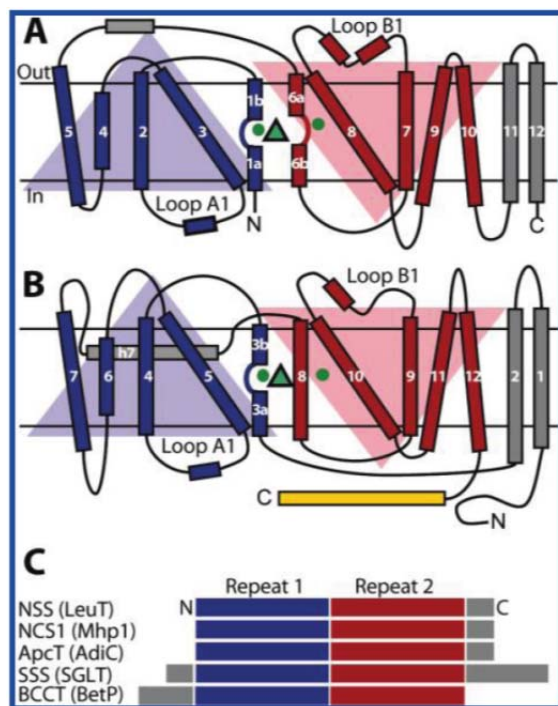 A
Loop B1
Out
5
4
2
3
1b
1a
6a
6b
8
7
9
10
11
12
In
Loop A1
N
C
B
Loop B1
7
6
h7
4
5
3b
3a
8
10
9
11
12
2
1
Loop A1
C
N
C
Repeat 1 Repeat 2
NSS (LeuT) N C
NCS1 (Mhp1)
ApcT (AdiC)
SSS (SGLT)
BCCT (BetP)